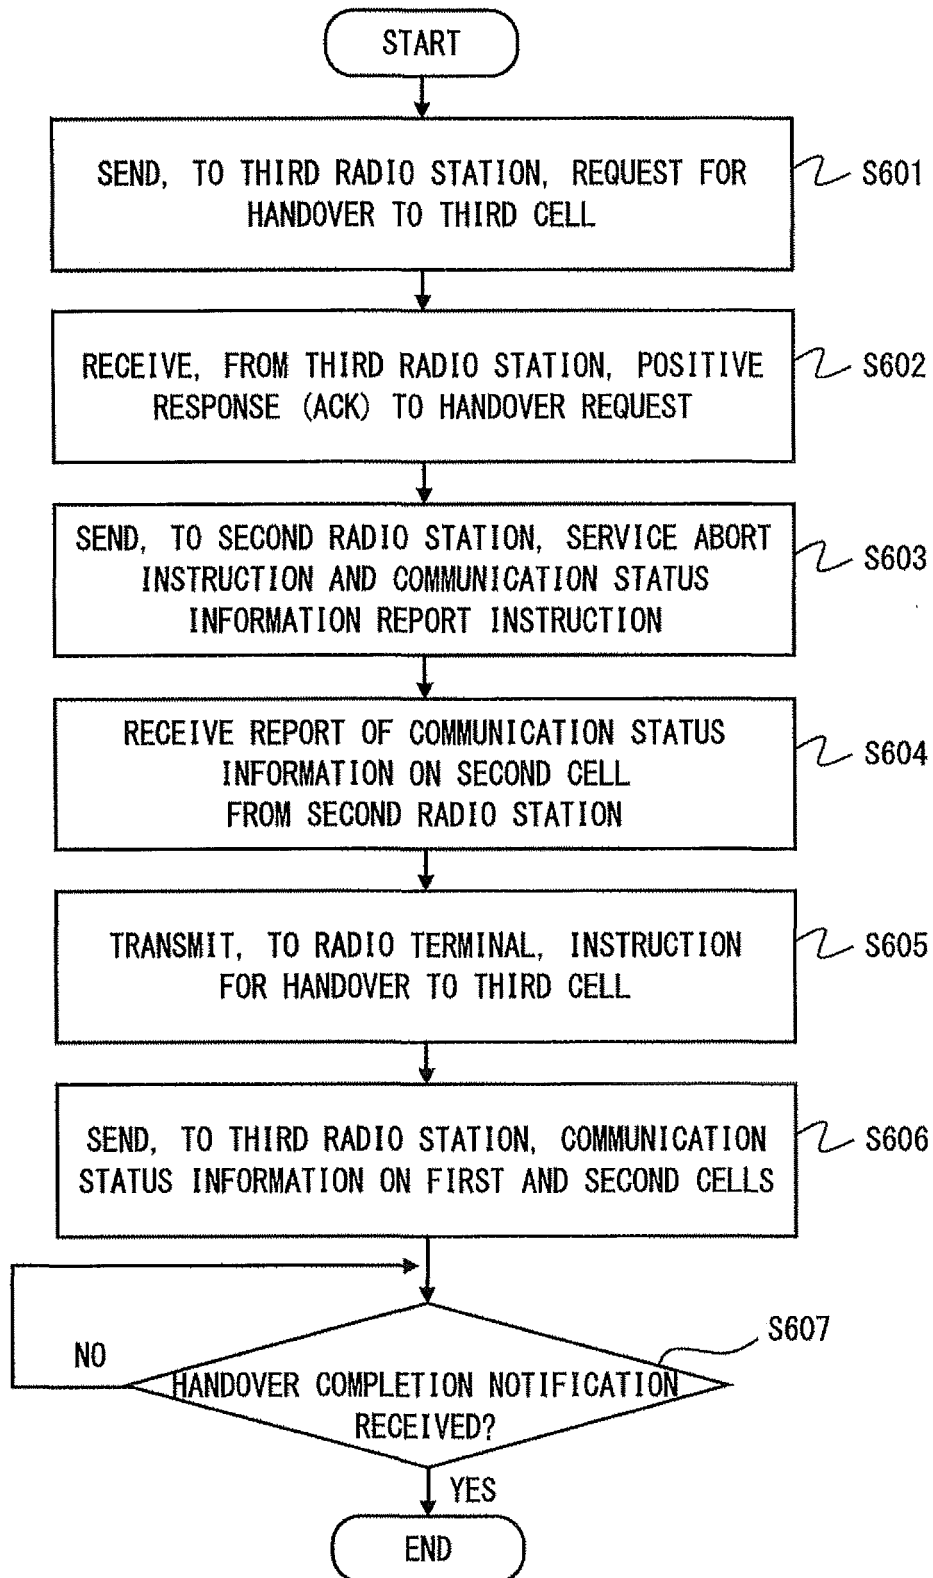 START
SEND, TO THIRD RADIO STATION, REQUEST FOR
HANDOVER TO THIRD CELL
S601
RECEIVE, FROM THIRD RADIO STATION, POSITIVE
RESPONSE (ACK) TO HANDOVER REQUEST
S602
SEND, TO SECOND RADIO STATION, SERVICE ABORT
INSTRUCTION AND COMMUNICATION STATUS
INFORMATION REPORT INSTRUCTION
S603
RECEIVE REPORT OF COMMUNICATION STATUS
INFORMATION ON SECOND CELL
FROM SECOND RADIO STATION
S604
TRANSMIT, TO RADIO TERMINAL, INSTRUCTION
FOR HANDOVER TO THIRD CELL
S605
SEND, TO THIRD RADIO STATION, COMMUNICATION
STATUS INFORMATION ON FIRST AND SECOND CELLS
S606
S607
NO
HANDOVER COMPLETION NOTIFICATION
RECEIVED?
YES
END